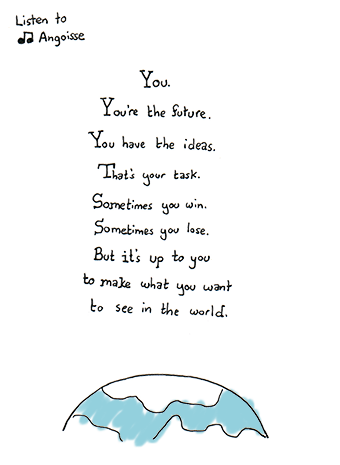 Listen to
♫ Angoisse
You.
You're the future.
You have the ideas.
That's your task.
Sometimes you win.
Sometimes you lose.
But it's up to you
to make what you want
to see in the world.